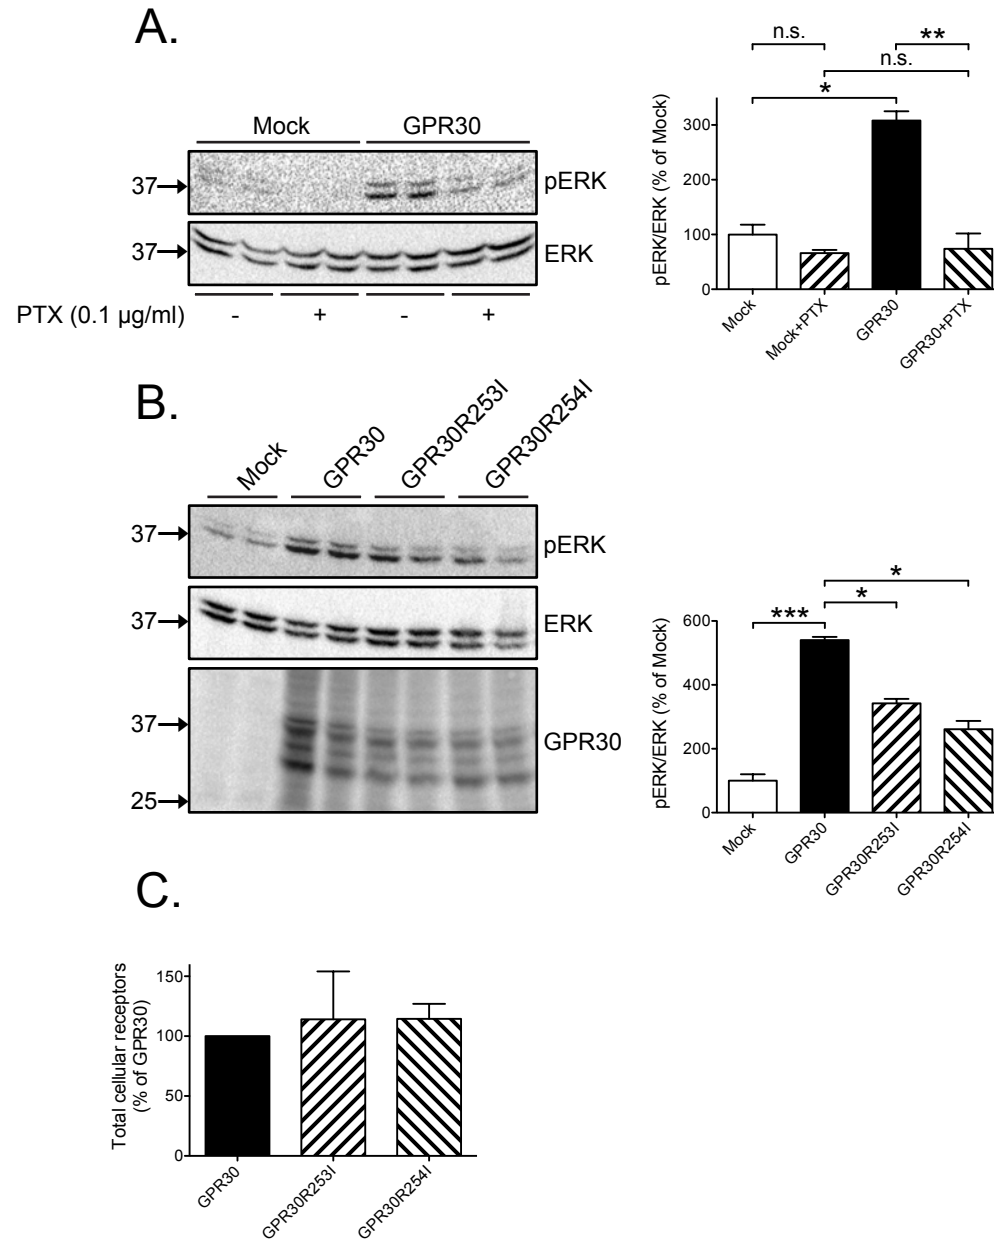 A.
Mock GPR30
37 pERK
37 ERK
PTX (0.1 µg/ml) - + - +
n.s. **
n.s.
*
pERK/ERK (% of Mock)
300
200
100
0
Mock Mock+PTX GPR30 GPR30+PTX
B.
Mock GPR30 GPR30R253I GPR30R254I
37 pERK
37 ERK
37 GPR30
25
*
*
***
pERK/ERK (% of Mock)
600
400
200
0
Mock GPR30 GPR30R253I GPR30R254I
C.
Total cellular receptors
(% of GPR30)
150
100
50
0
GPR30 GPR30R253I GPR30R254I